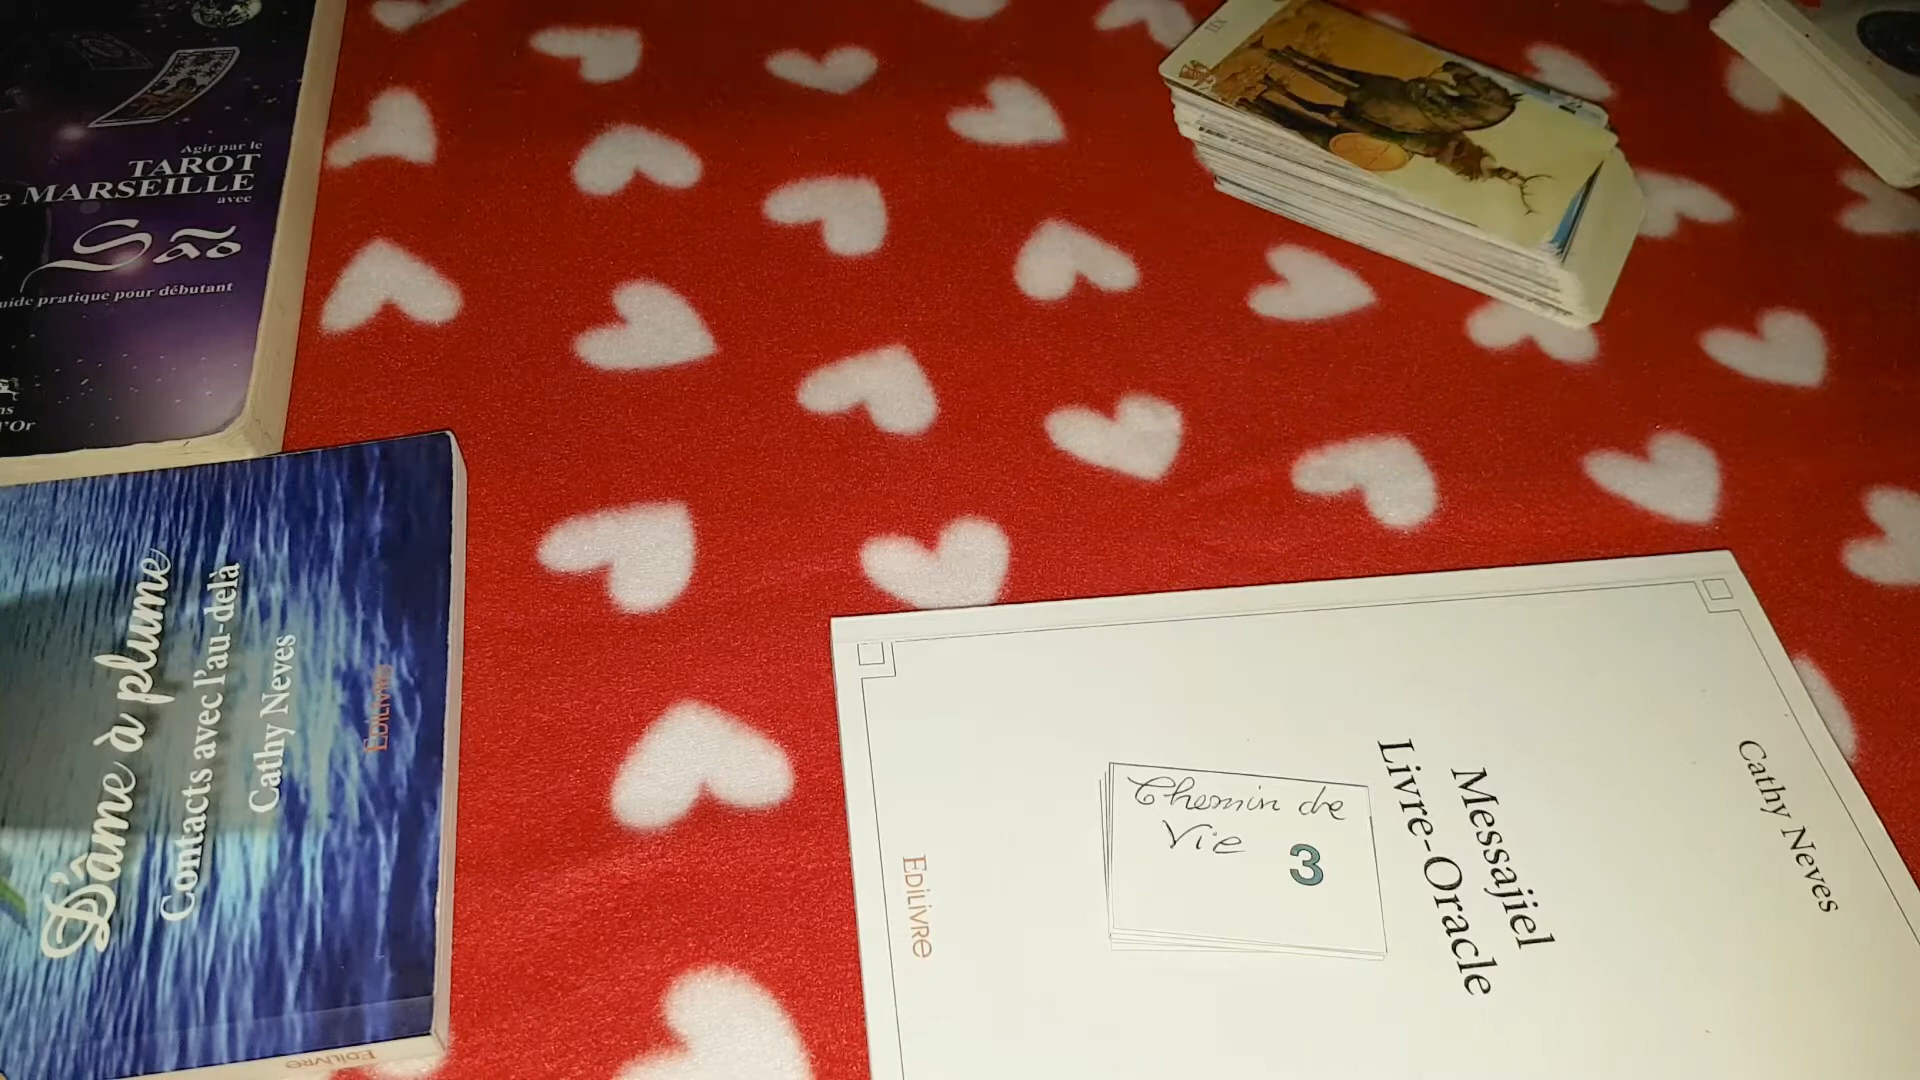 Agir par le
TAROT
MARSEILLE
avec
São
pratique pour débutant
D'âme à plume
Contacts avec l'au-delà
Cathy Neves
EDILIVRE
EDILIVRE
Cathy Neves
Messajiel
Livre-Oracle
Chemin de
Vie 3
EDILIVRE